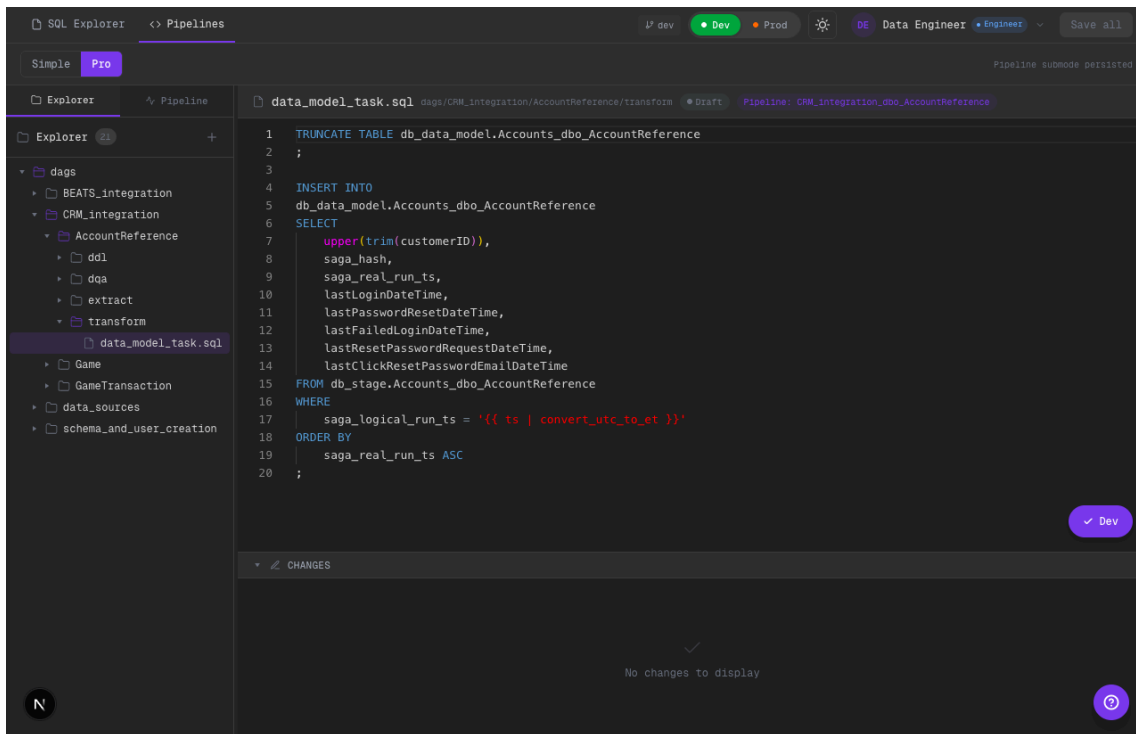 SQL Explorer
<> Pipelines
dev
Dev
Prod
DE
Data Engineer
Engineer
Save all
Simple
Pro
Pipeline submode persisted
Explorer
Pipeline
data_model_task.sql
dags/CRM_integration/AccountReference/transform
Draft
Pipeline: CRM_integration_dbo_AccountReference
Explorer
21
+
dags
BEATS_integration
CRM_integration
AccountReference
ddl
dqa
extract
transform
data_model_task.sql
Game
GameTransaction
data_sources
schema_and_user_creation
1 TRUNCATE TABLE db_data_model.Accounts_dbo_AccountReference
2 ;
3
4 INSERT INTO
5 db_data_model.Accounts_dbo_AccountReference
6 SELECT
7 upper(trim(customerID)),
8 saga_hash,
9 saga_real_run_ts,
10 lastLoginDateTime,
11 lastPasswordResetDateTime,
12 lastFailedLoginDateTime,
13 lastResetPasswordRequestDateTime,
14 lastClickResetPasswordEmailDateTime
15 FROM db_stage.Accounts_dbo_AccountReference
16 WHERE
17 saga_logical_run_ts = '{{ ts | convert_utc_to_et }}'
18 ORDER BY
19 saga_real_run_ts ASC
20 ;
Dev
CHANGES
No changes to display
N
?